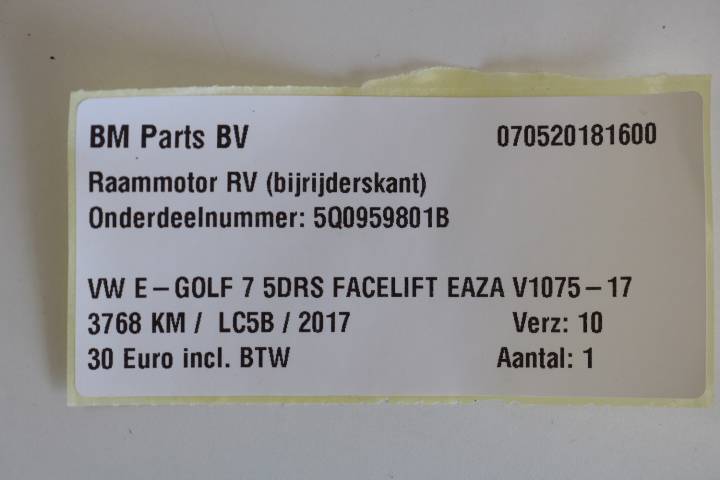 BM Parts BV 070520181600
Raammotor RV (bijrijderskant)
Onderdeelnummer: 5Q0959801B
VW E-GOLF 7 5DRS FACELIFT EAZA V1075-17
3768 KM / LC5B / 2017 Verz: 10
30 Euro incl. BTW Aantal: 1